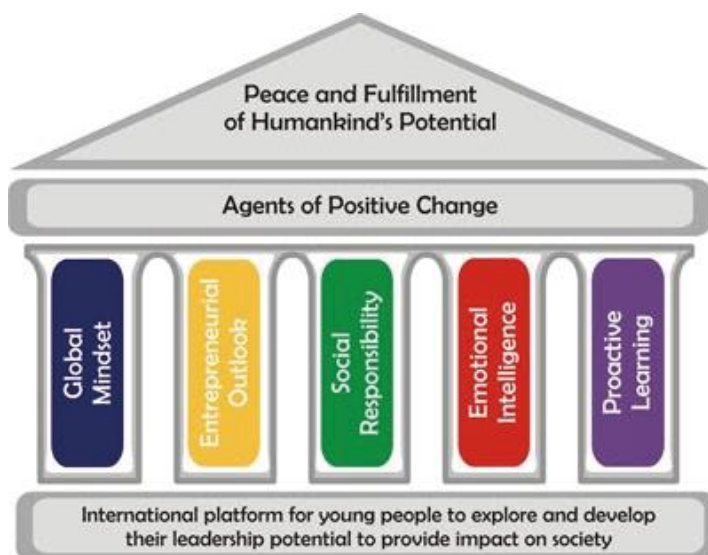 Peace and Fulfillment
of Humankind's Potential
Agents of Positive Change
Global
Mindset
Entrepreneurial
Outlook
Social
Responsibility
Emotional
Intelligence
Proactive
Learning
International platform for young people to explore and develop
their leadership potential to provide impact on society